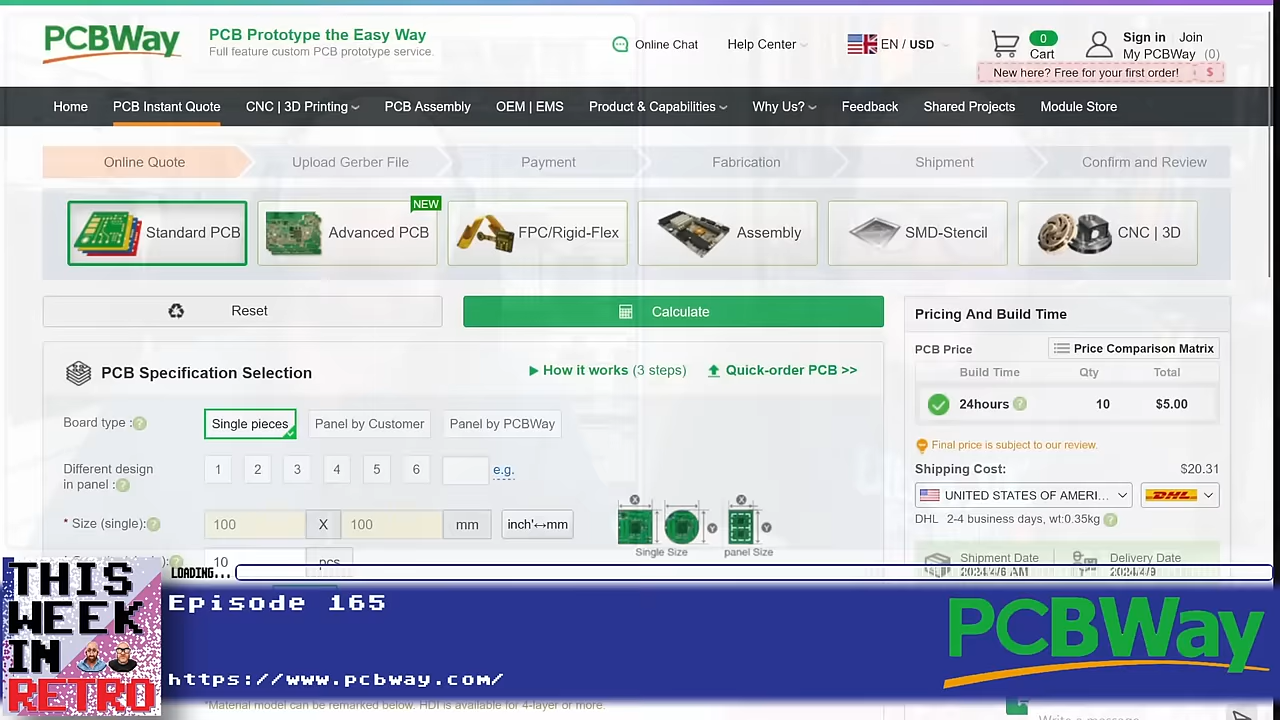 PCBWay
PCB Prototype the Easy Way
Full feature custom PCB prototype service.
Online Chat
Help Center
EN / USD
0
Cart
Sign in
Join
My PCBWay (0)
New here? Free for your first order! $
Home
PCB Instant Quote
CNC | 3D Printing
PCB Assembly
OEM | EMS
Product & Capabilities
Why Us?
Feedback
Shared Projects
Module Store
Online Quote
Upload Gerber File
Payment
Fabrication
Shipment
Confirm and Review
Standard PCB
NEW
Advanced PCB
FPC/Rigid-Flex
Assembly
SMD-Stencil
CNC | 3D
Reset
Calculate
PCB Specification Selection
How it works (3 steps)
Quick-order PCB >>
Board type :
Single pieces
Panel by Customer
Panel by PCBWay
Different design
in panel :
1 2 3 4 5 6
e.g.
* Size (single):
100 X 100 mm
inch'↔mm
X X
Y Y
Single Size
panel Size
10
pcs
Pricing And Build Time
PCB Price
Price Comparison Matrix
Build Time Qty Total
24hours 10 $5.00
Final price is subject to our review.
Shipping Cost: $20.31
UNITED STATES OF AMERI...
DHL
DHL 2-4 business days, wt:0.35kg
Shipment Date
2024/4/6 AM
Delivery Date
2024/4/9
LOADING...
THIS
WEEK
IN
RETRO
Episode 165
https://www.pcbway.com/
PCBWay
*Material model can be remarked below. HDI is available for 4-layer or more.
Write a message